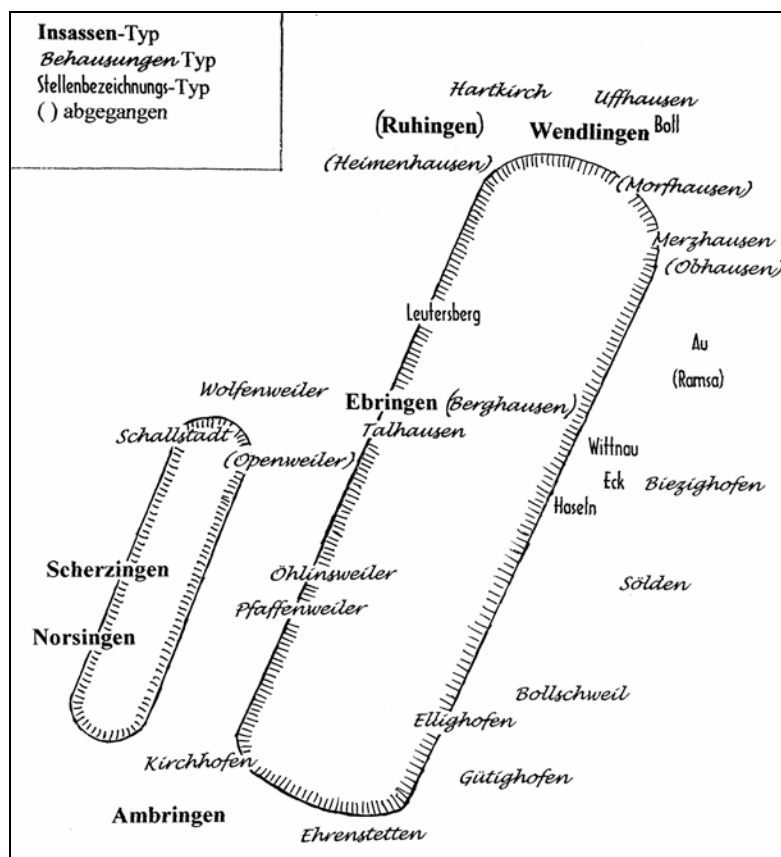 Insassen-Typ
Behausungen Typ
Stellenbezeichnungs-Typ
( ) abgegangen
Hartkirch
Uffhausen
(Ruhingen)
Wendlingen
Boll
(Heimenhausen)
(Morfhausen)
Merzhausen
(Obhausen)
Leutersberg
Au
(Ramsa)
Wolfenweiler
Ebringen
(Berghausen)
Schallstadt
Talhausen
(Openweiler)
Wittnau
Eck
Biezighofen
Haseln
Scherzingen
Öhlinsweiler
Sölden
Pfaffenweiler
Norsingen
Bollschweil
Ellighofen
Kirchhofen
Gütighofen
Ambringen
Ehrenstetten